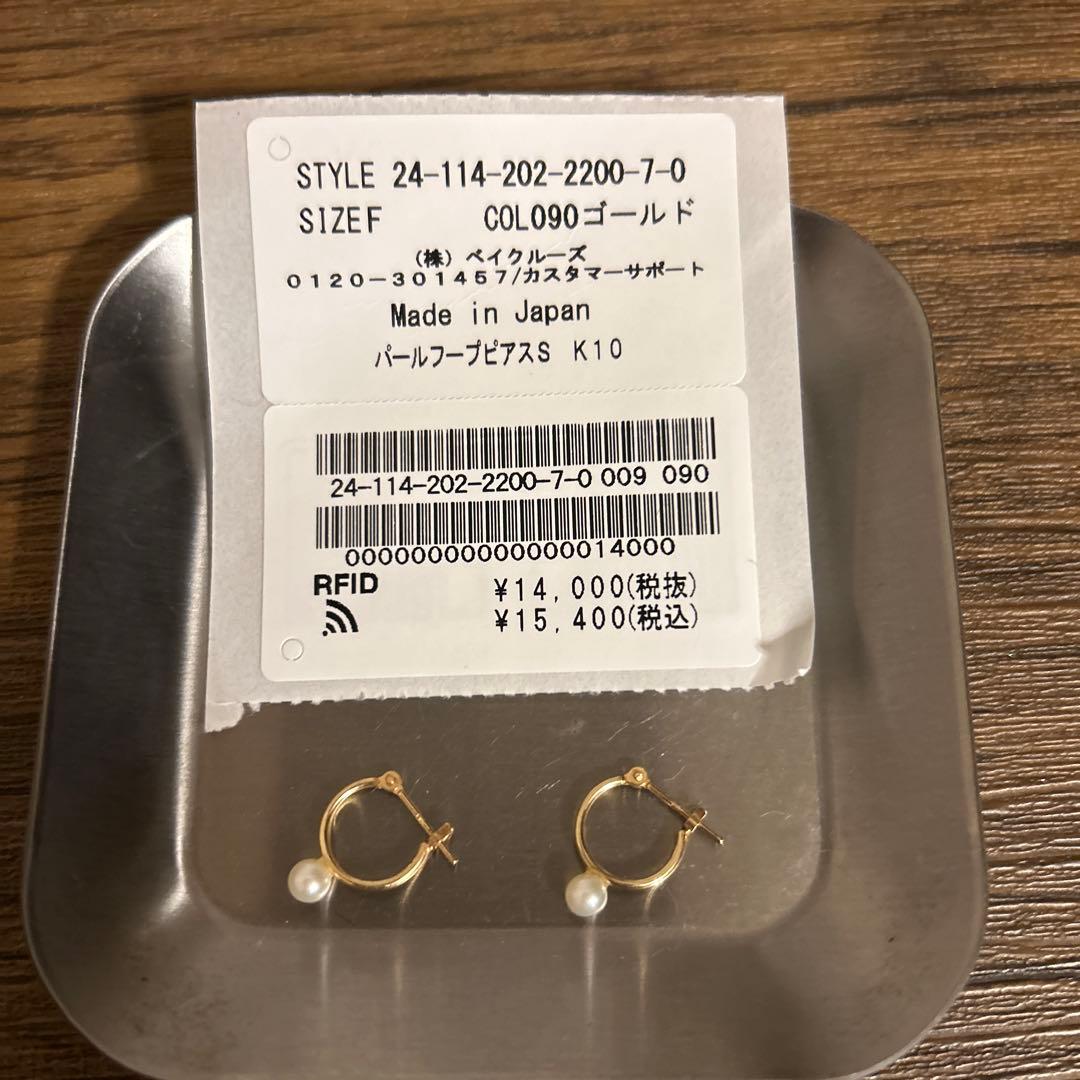 STYLE 24-114-202-2200-7-0
SIZE F COL090ゴールド
(株) ベイクルーズ
0120-301457/カスタマーサポート
Made in Japan
パールフープピアスS K10
24-114-202-2200-7-0 009 090
00000000000000014000
RFID
¥14,000(税抜)
¥15,400(税込)